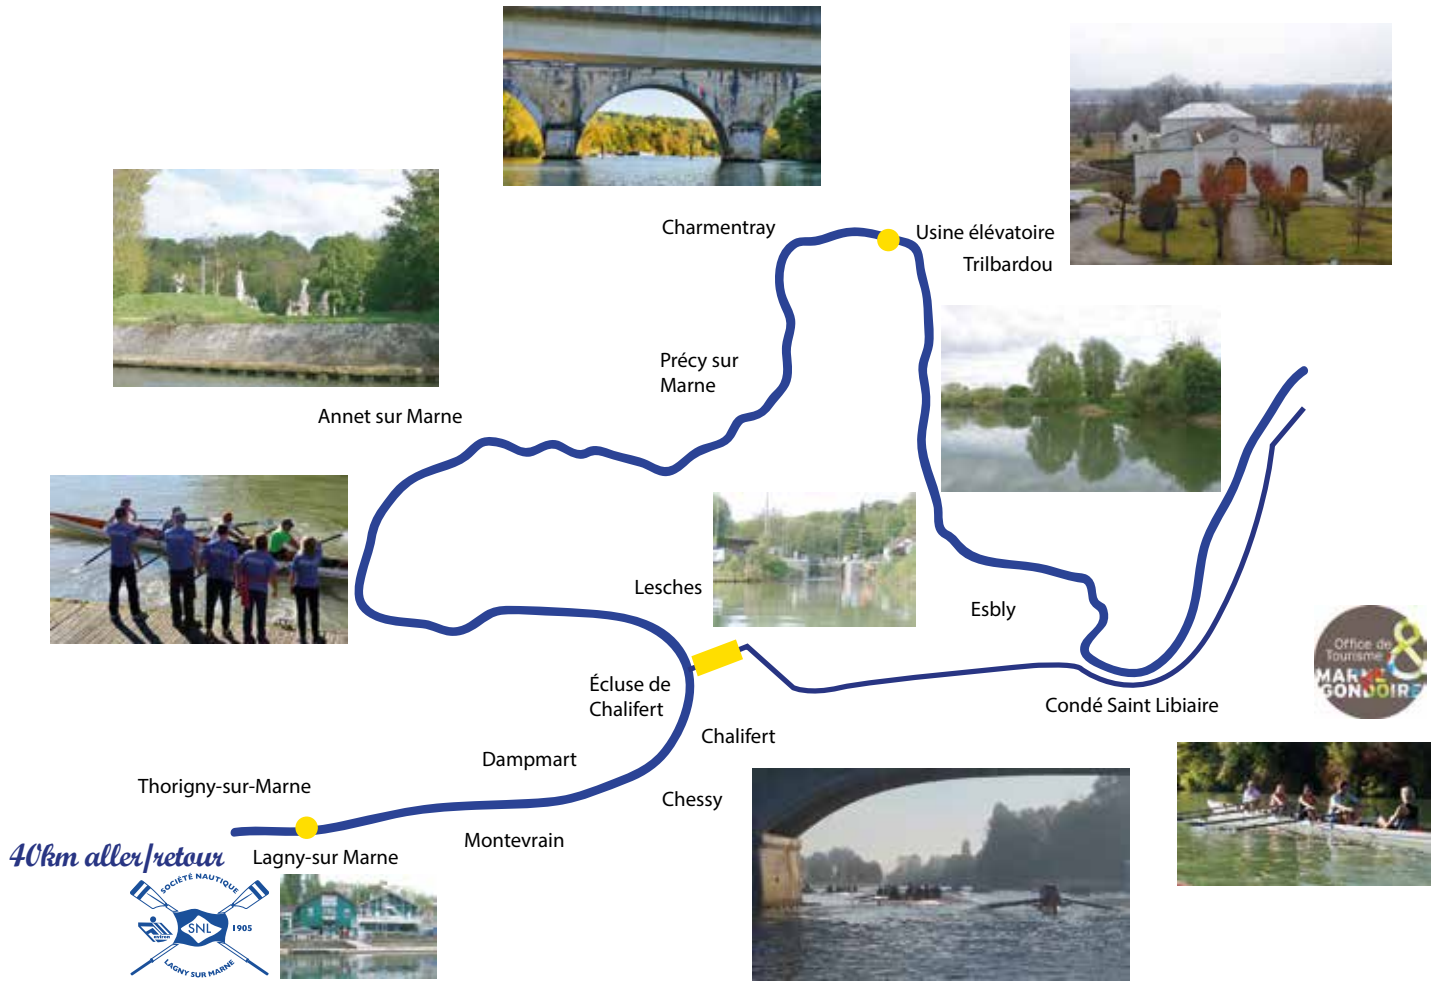 Charmentray
Usine élévatoire
Trilbardou
Précy sur
Marne
Annet sur Marne
Lesches
Esbly
Office de
Tourisme
&
MARNE
GONDOIRE
Écluse de
Chalifert
Condé Saint Libiaire
Chalifert
Dampmart
Thorigny-sur-Marne
Chessy
Montevrain
40km aller/retour
Lagny-sur Marne
SOCIÉTÉ NAUTIQUE
SNL
1905
LAGNY SUR MARNE